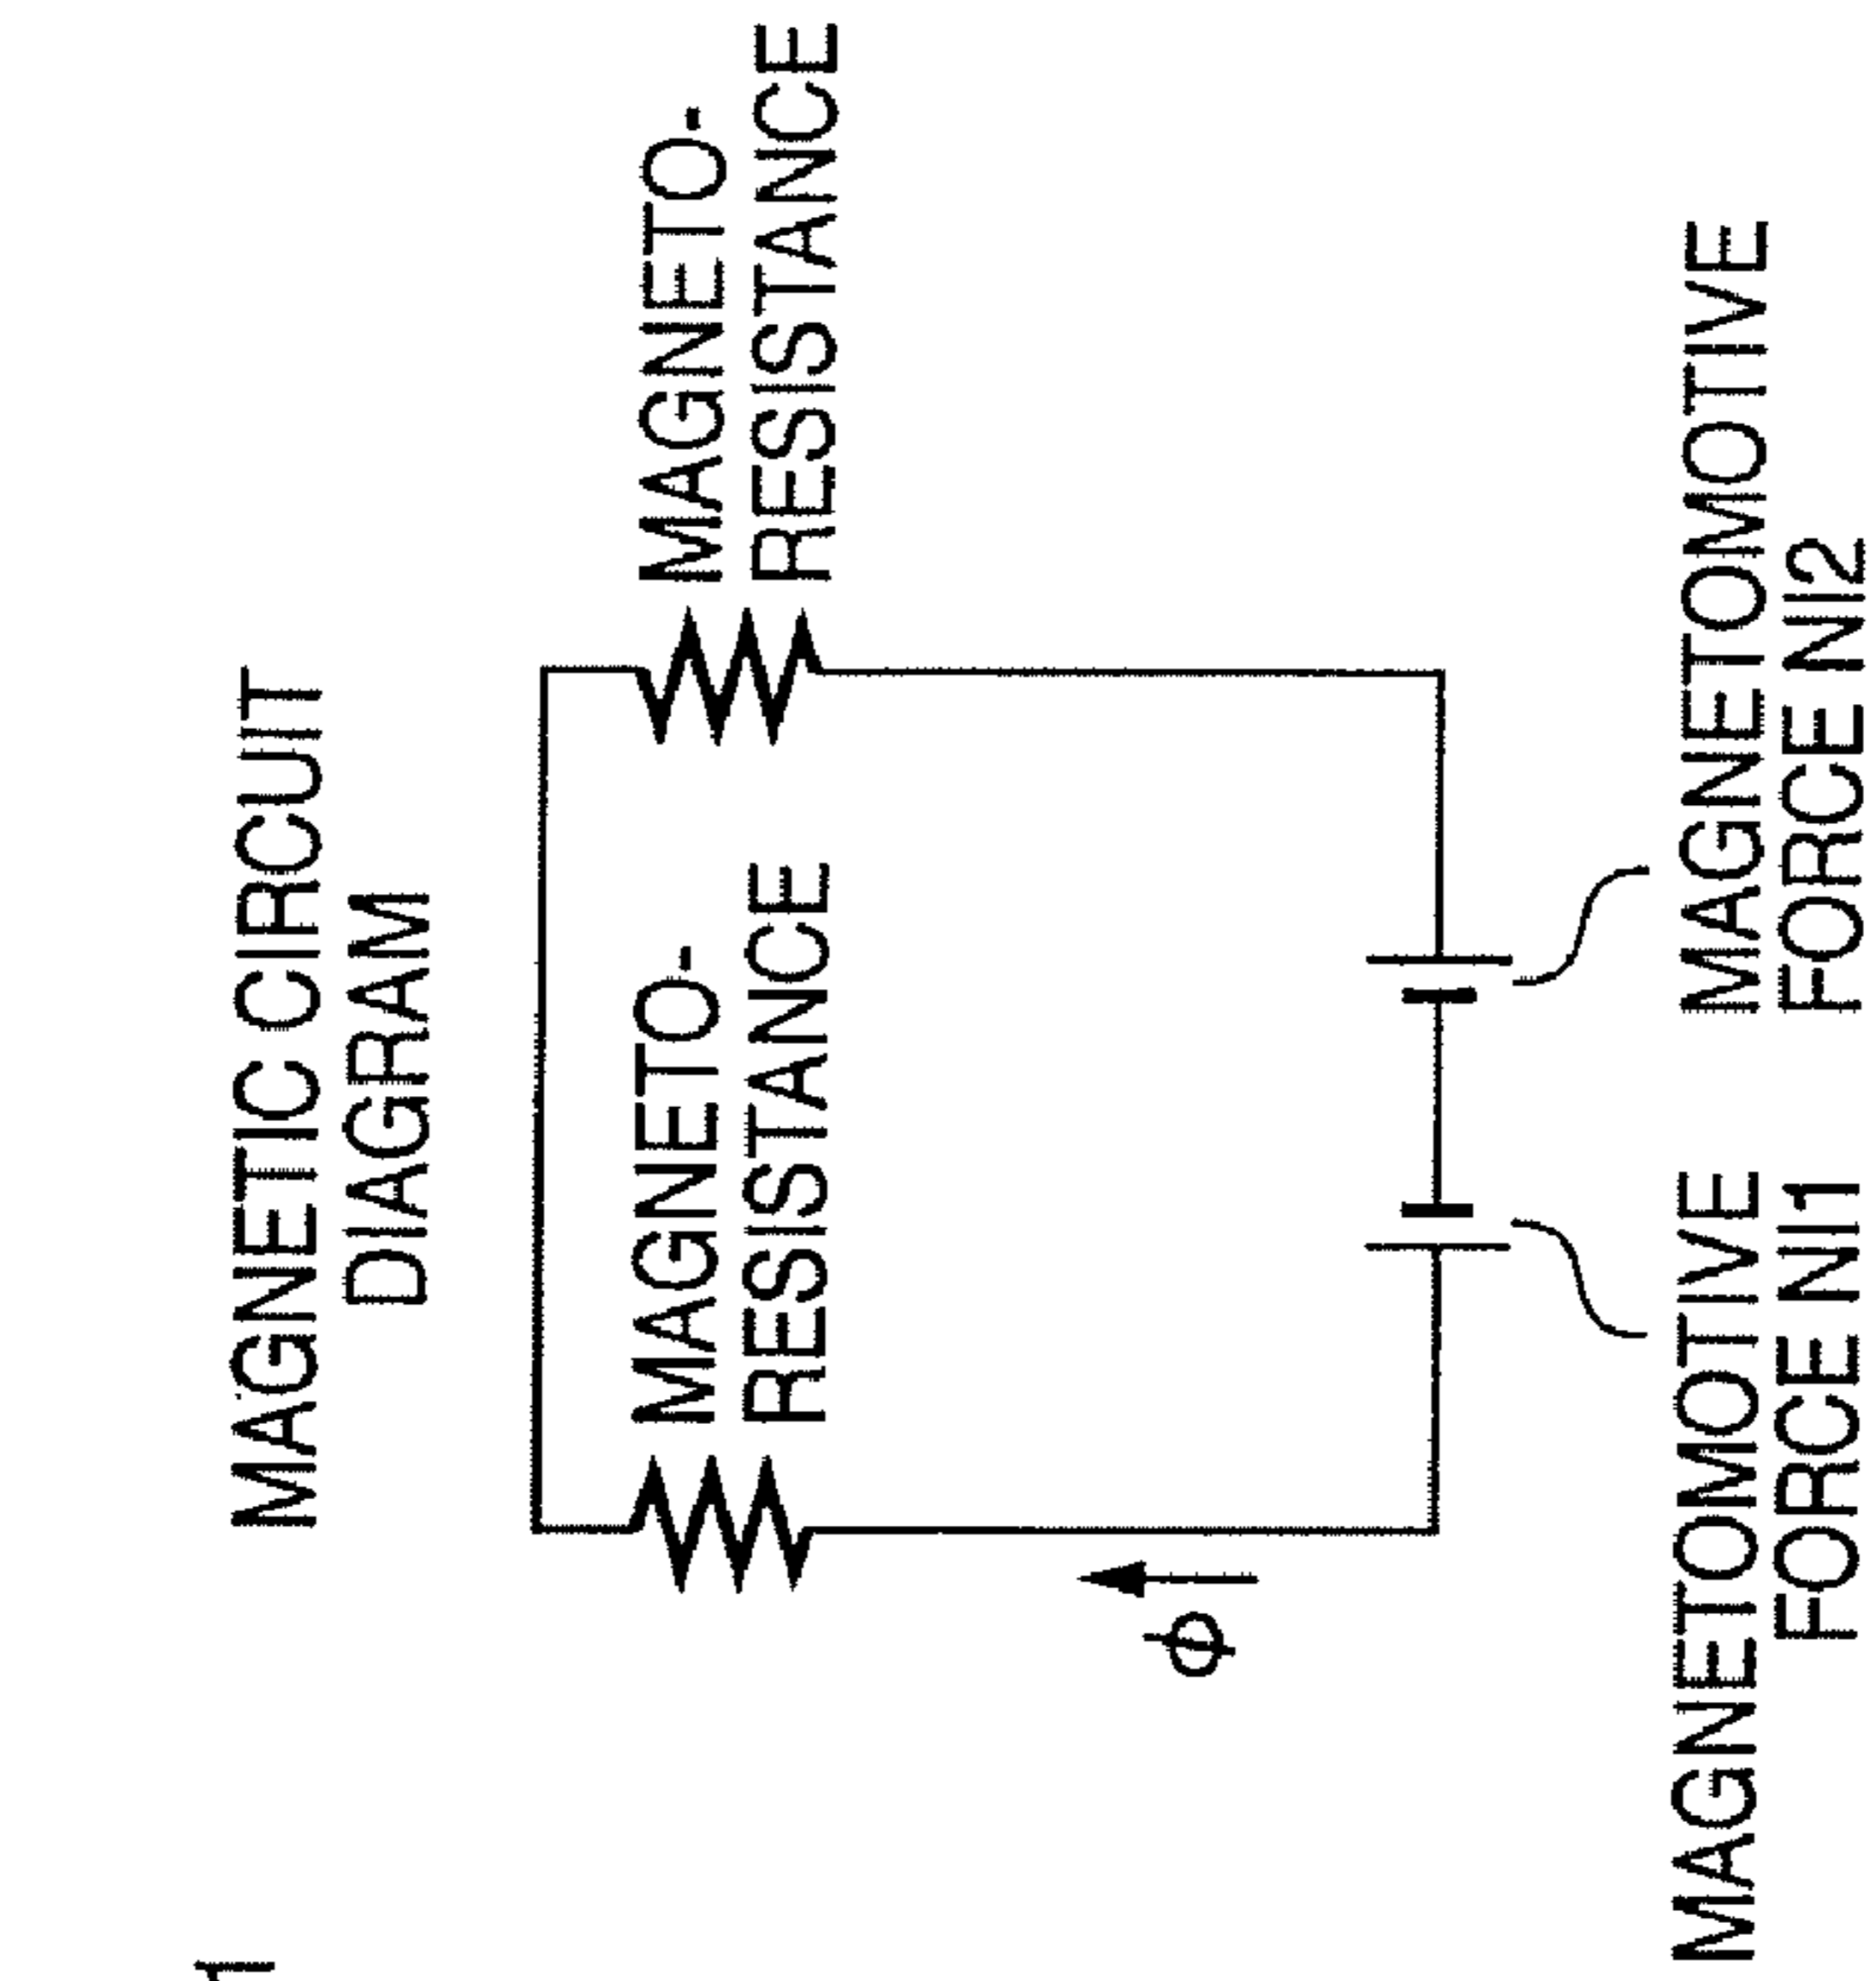 MAGNETIC CIRCUIT
DIAGRAM
MAGNETO-
RESISTANCE
MAGNETO-
RESISTANCE
Φ
MAGNETOMOTIVE
FORCE NI1
MAGNETOMOTIVE
FORCE NI2